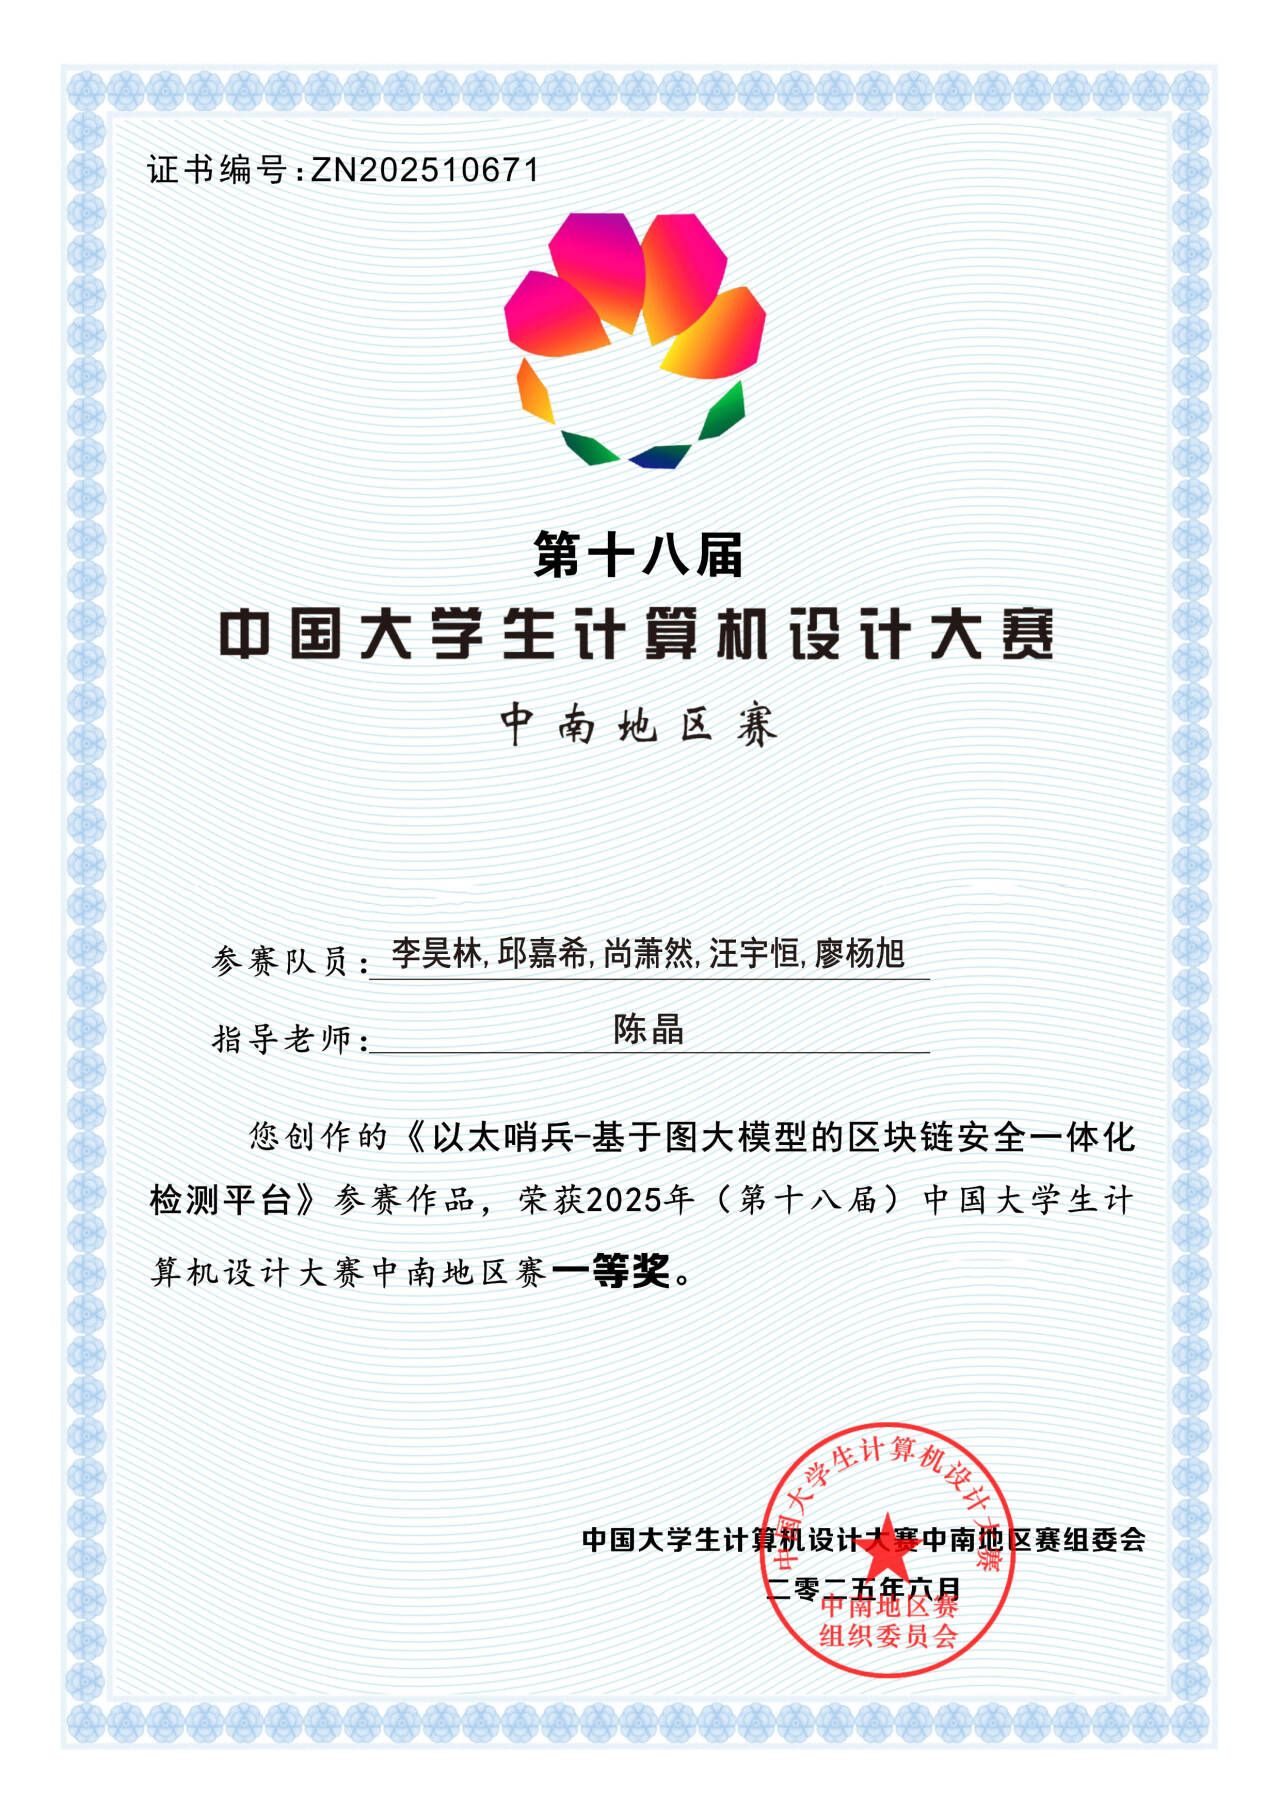 证书编号:ZN202510671
第十八届
中国大学生计算机设计大赛
中南地区赛
参赛队员:李昊林,邱嘉希,尚萧然,汪宇恒,廖杨旭
指导老师:陈晶
您创作的《以太哨兵-基于图大模型的区块链安全一体化
检测平台》参赛作品，荣获2025年（第十八届）中国大学生计
算机设计大赛中南地区赛一等奖。
中国大学生计算机设计大赛中南地区赛组委会
二零二五年六月
中国大学生计算机设计大赛
中南地区赛
组织委员会